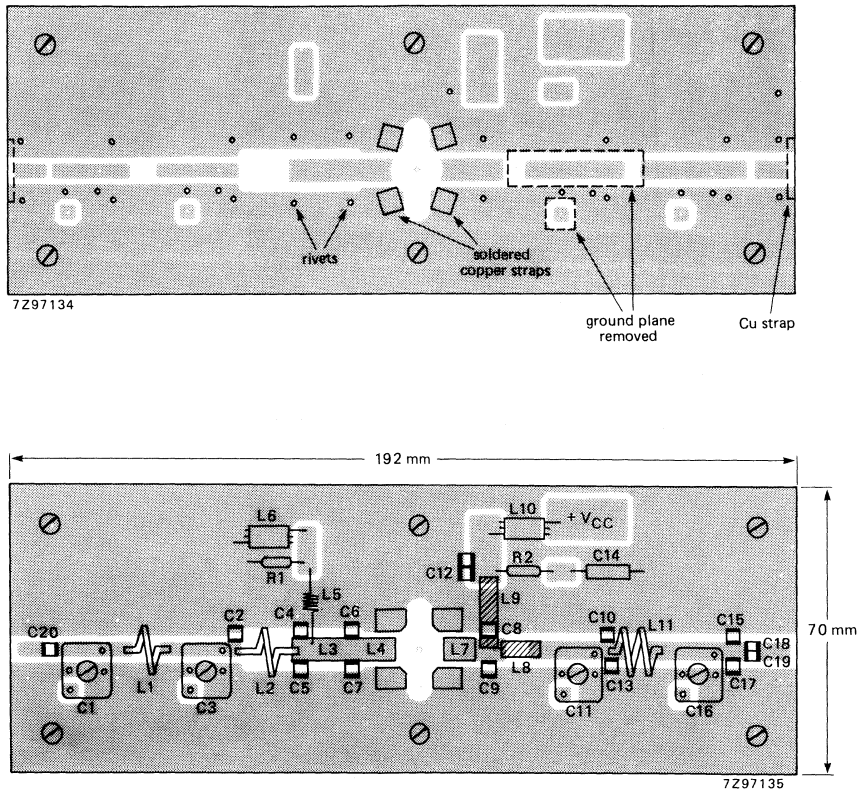 rivets
soldered
copper straps
7Z97134
ground plane
removed
Cu strap
192 mm
L6
L10
+ VCC
R1
C12
R2
C14
L5
L9
C20
C2
C4
C6
C8
C10
L11
C15
70 mm
L3
L4
L7
C18
L1
L2
C5
C7
C9
L8
C13
C19
C17
C1
C3
C11
C16
7Z97135